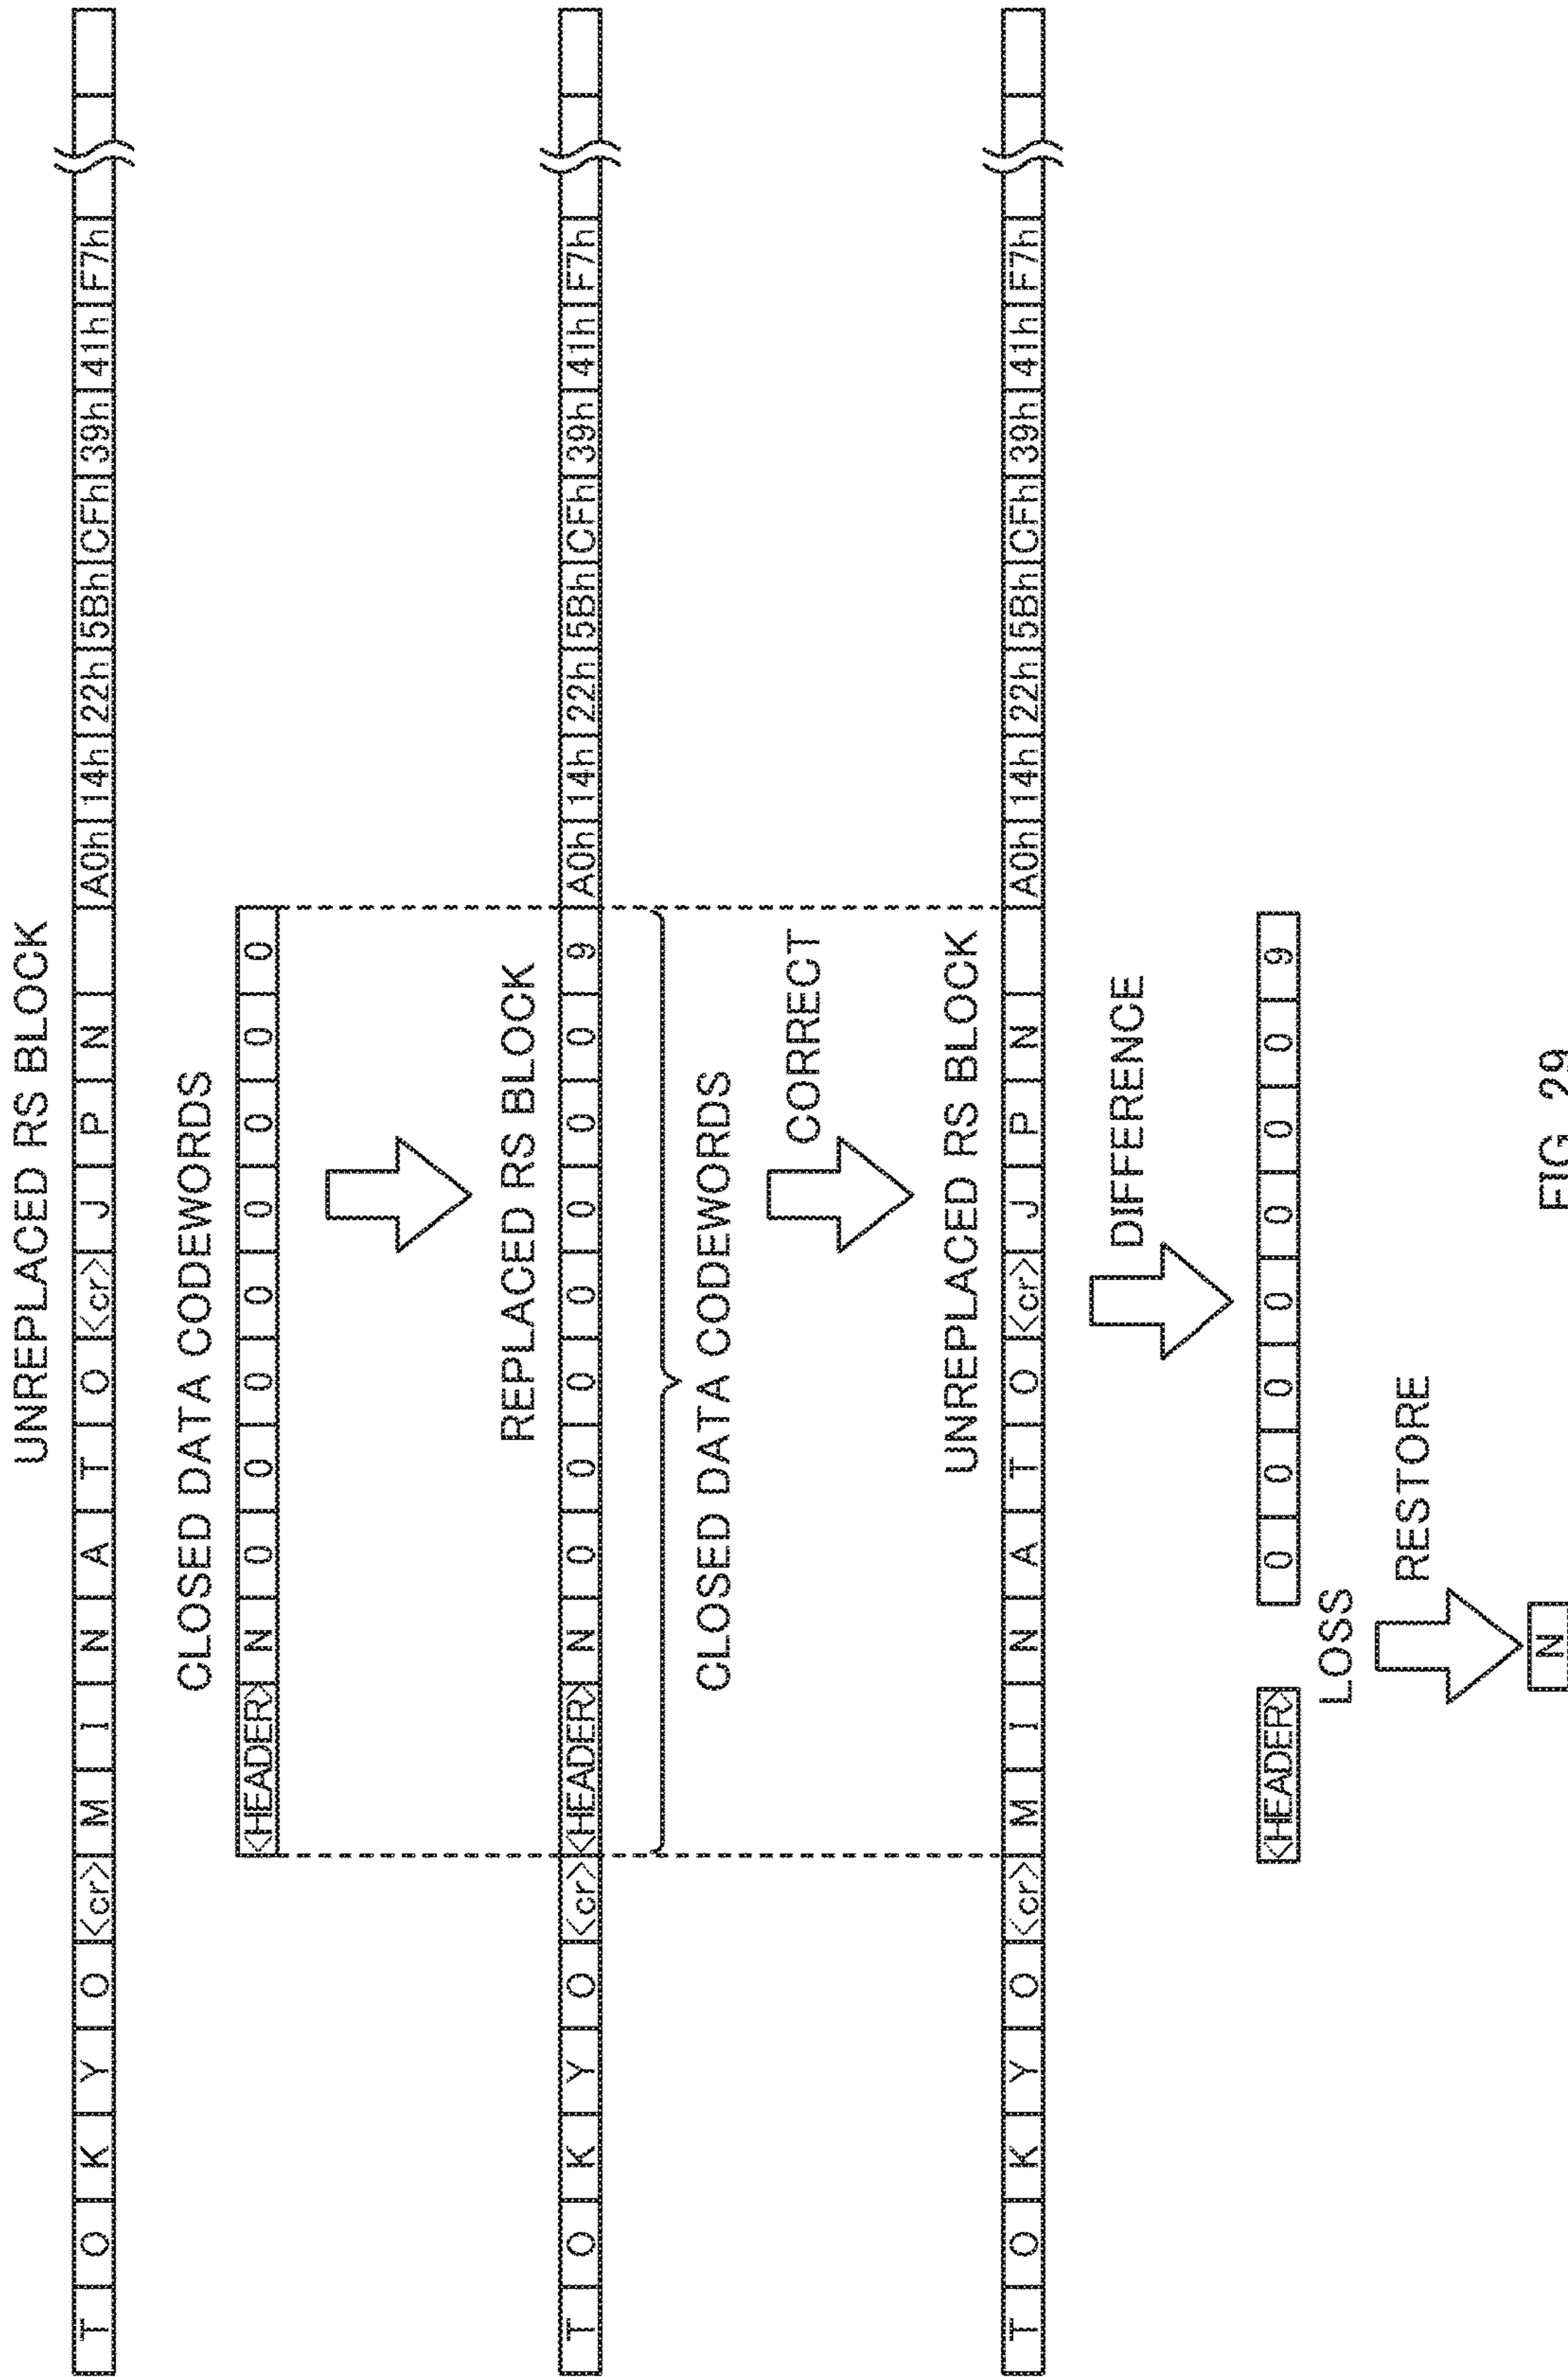 UNREPLACED RS BLOCK
T O K Y O <cr> M I N A T O <cr> J P N A0h 14h 22h 5Bh CFh 39h 41h F7h
CLOSED DATA CODEWORDS
<HEADER> N 0 0 0 0 0 0 0 0
REPLACED RS BLOCK
T O K Y O <cr> <HEADER> N 0 0 0 0 0 0 0 9 A0h 14h 22h 5Bh CFh 39h 41h F7h
CLOSED DATA CODEWORDS
CORRECT
UNREPLACED RS BLOCK
T O K Y O <cr> M I N A T O <cr> J P N A0h 14h 22h 5Bh CFh 39h 41h F7h
DIFFERENCE
<HEADER> 0 0 0 0 0 0 0 9
LOSS
RESTORE
N
FIG. 29